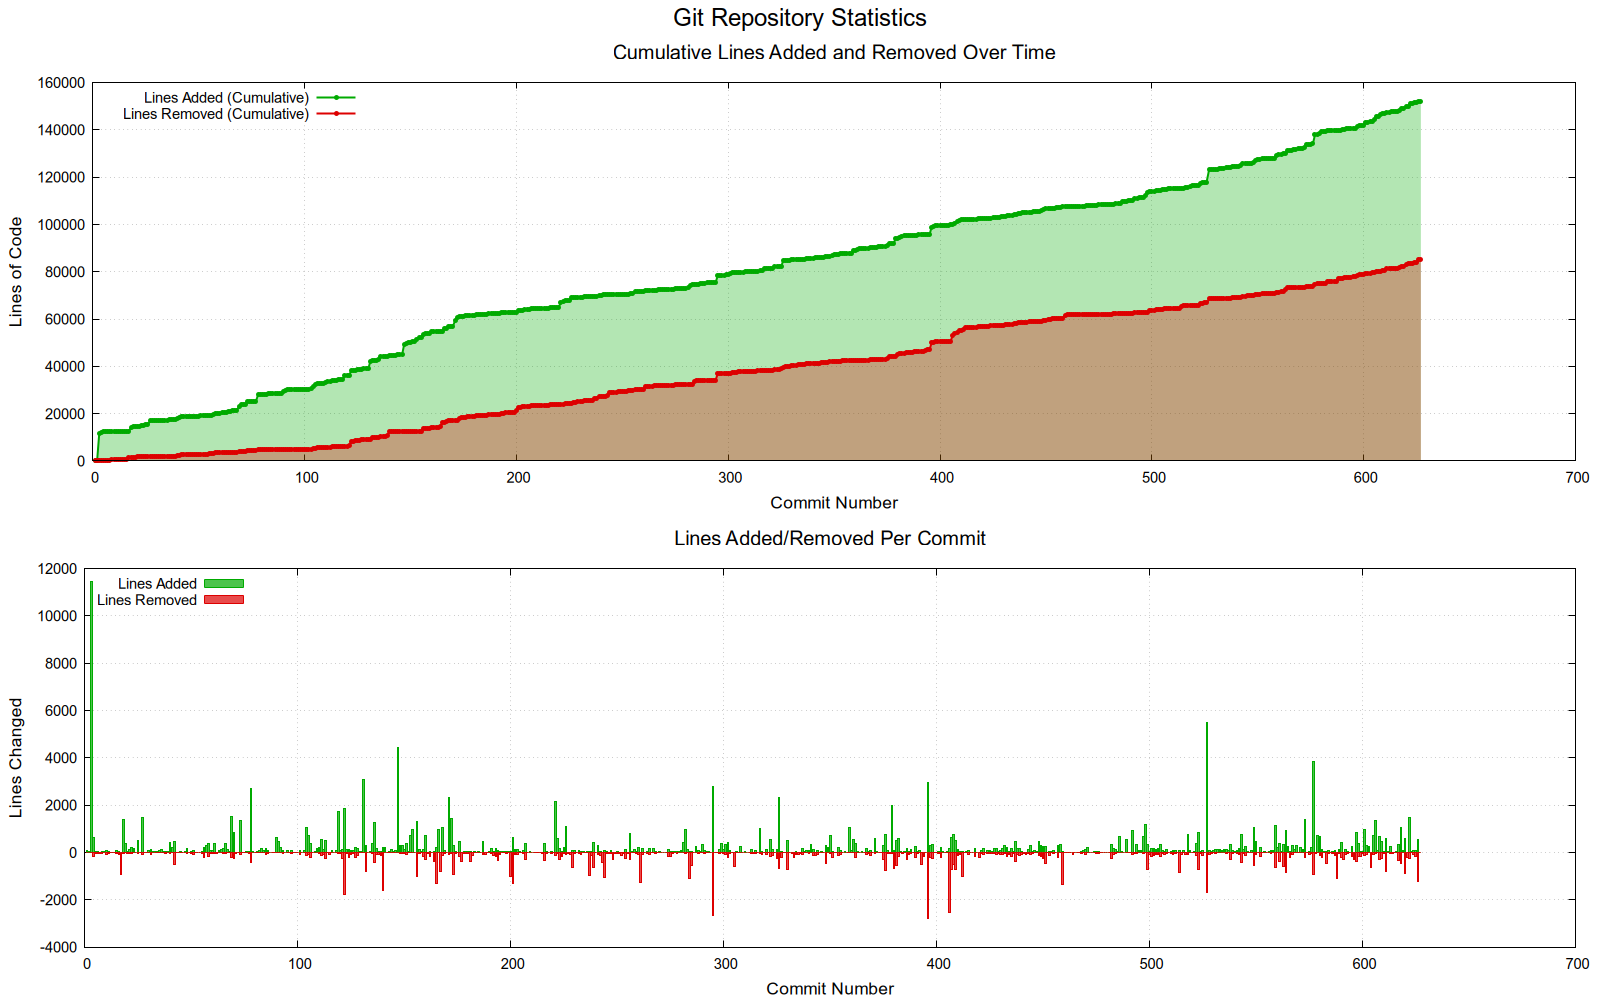 Git Repository Statistics
Cumulative Lines Added and Removed Over Time
160000
140000
120000
100000
80000
60000
40000
20000
0
Lines of Code
Lines Added (Cumulative)
Lines Removed (Cumulative)
0 100 200 300 400 500 600 700
Commit Number
Lines Added/Removed Per Commit
12000
10000
8000
6000
4000
2000
0
-2000
-4000
Lines Changed
Lines Added
Lines Removed
0 100 200 300 400 500 600 700
Commit Number